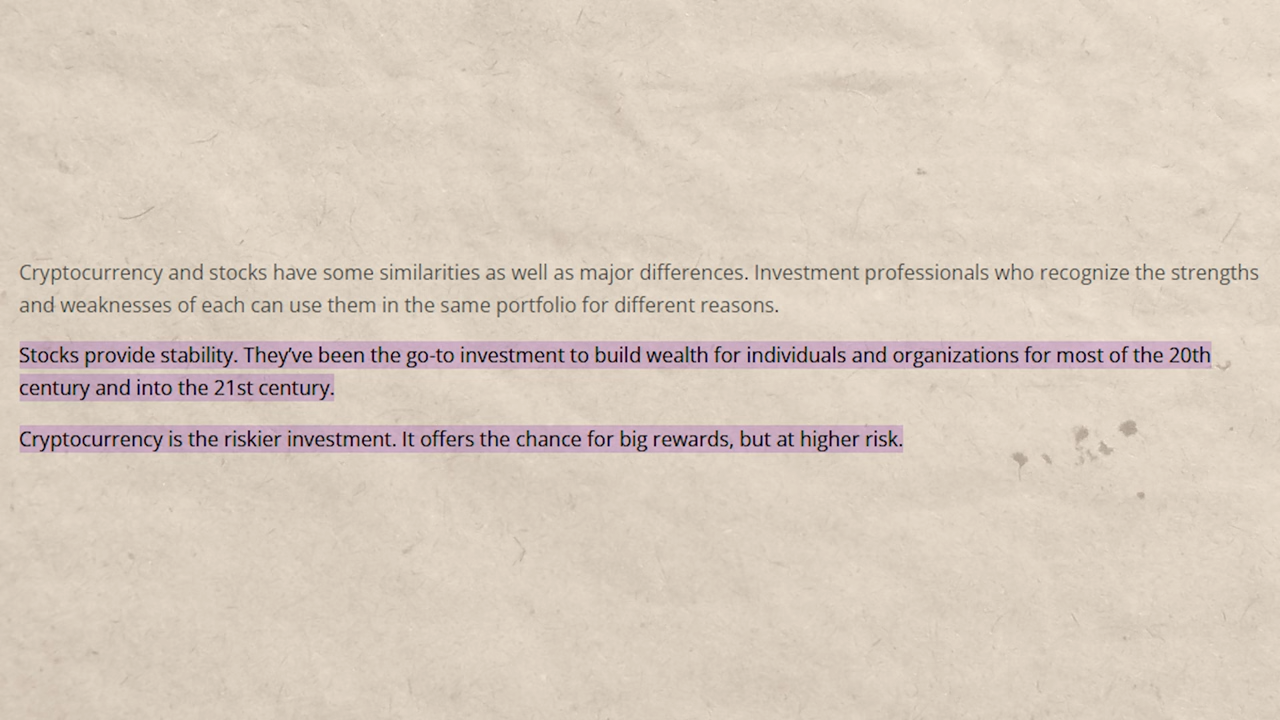 Cryptocurrency and stocks have some similarities as well as major differences. Investment professionals who recognize the strengths
and weaknesses of each can use them in the same portfolio for different reasons.
Stocks provide stability. They’ve been the go-to investment to build wealth for individuals and organizations for most of the 20th
century and into the 21st century.
Cryptocurrency is the riskier investment. It offers the chance for big rewards, but at higher risk.